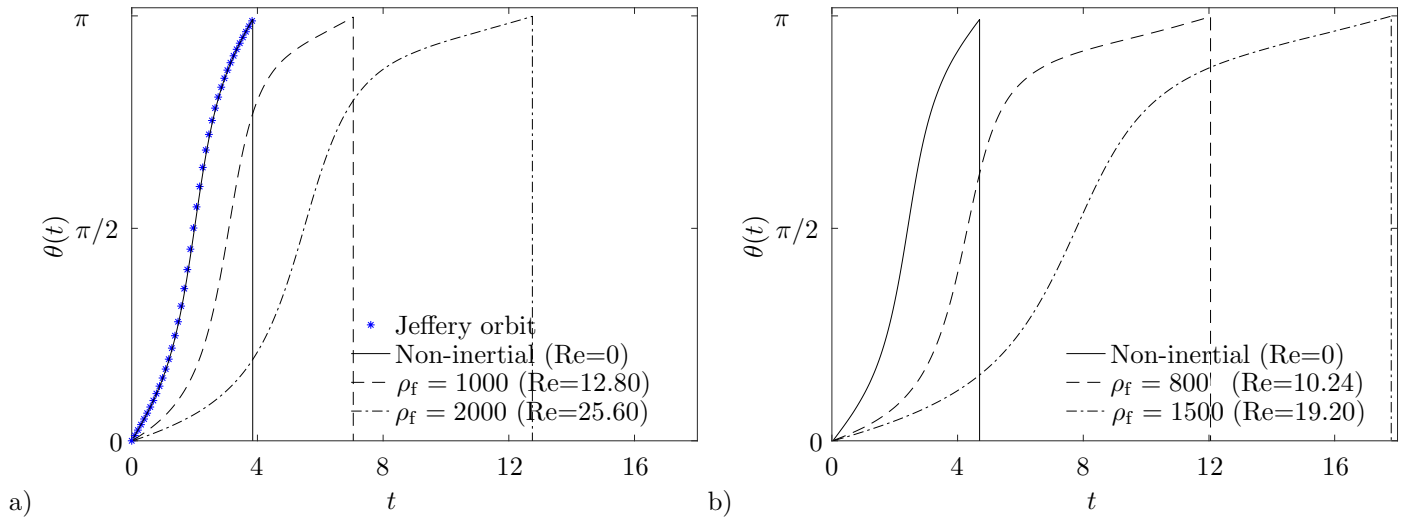 π
π/2
0
θ(t)
Jeffery orbit
Non-inertial (Re=0)
ρf = 1000 (Re=12.80)
ρf = 2000 (Re=25.60)
0 4 8 12 16
t
a)
π
π/2
0
θ(t)
Non-inertial (Re=0)
ρf = 800 (Re=10.24)
ρf = 1500 (Re=19.20)
0 4 8 12 16
t
b)